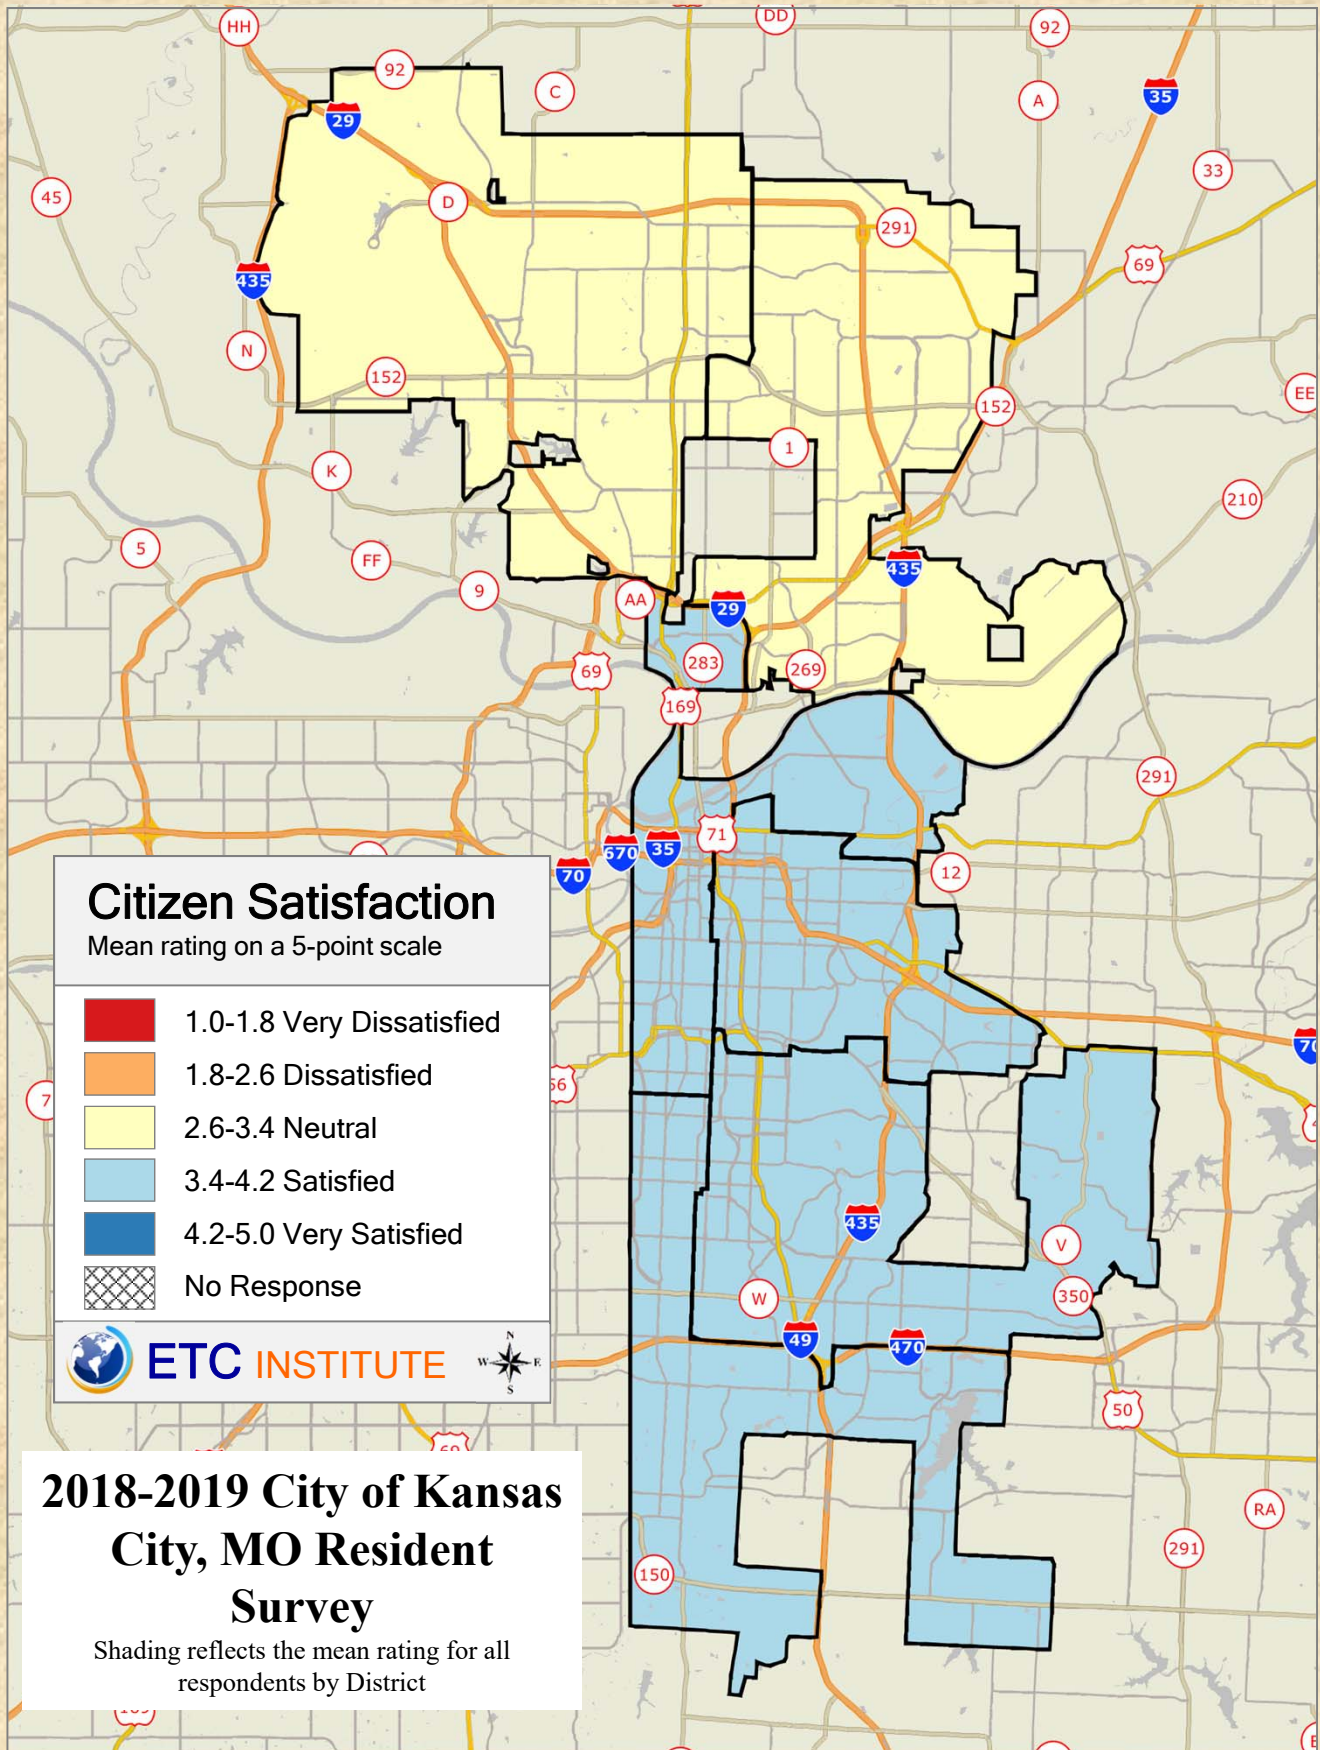 HH
DD
92
92
C
A
35
29
33
45
D
291
69
435
N
152
EE
152
1
K
210
5
FF
435
9
AA
29
283
269
69
169
291
71
670
35
70
12
Citizen Satisfaction
Mean rating on a 5-point scale
1.0-1.8 Very Dissatisfied
1.8-2.6 Dissatisfied
2.6-3.4 Neutral
3.4-4.2 Satisfied
4.2-5.0 Very Satisfied
No Response
ETC INSTITUTE
N
W
E
S
7
70
435
V
350
W
49
470
50
2018-2019 City of Kansas
City, MO Resident
Survey
Shading reflects the mean rating for all
respondents by District
RA
291
150